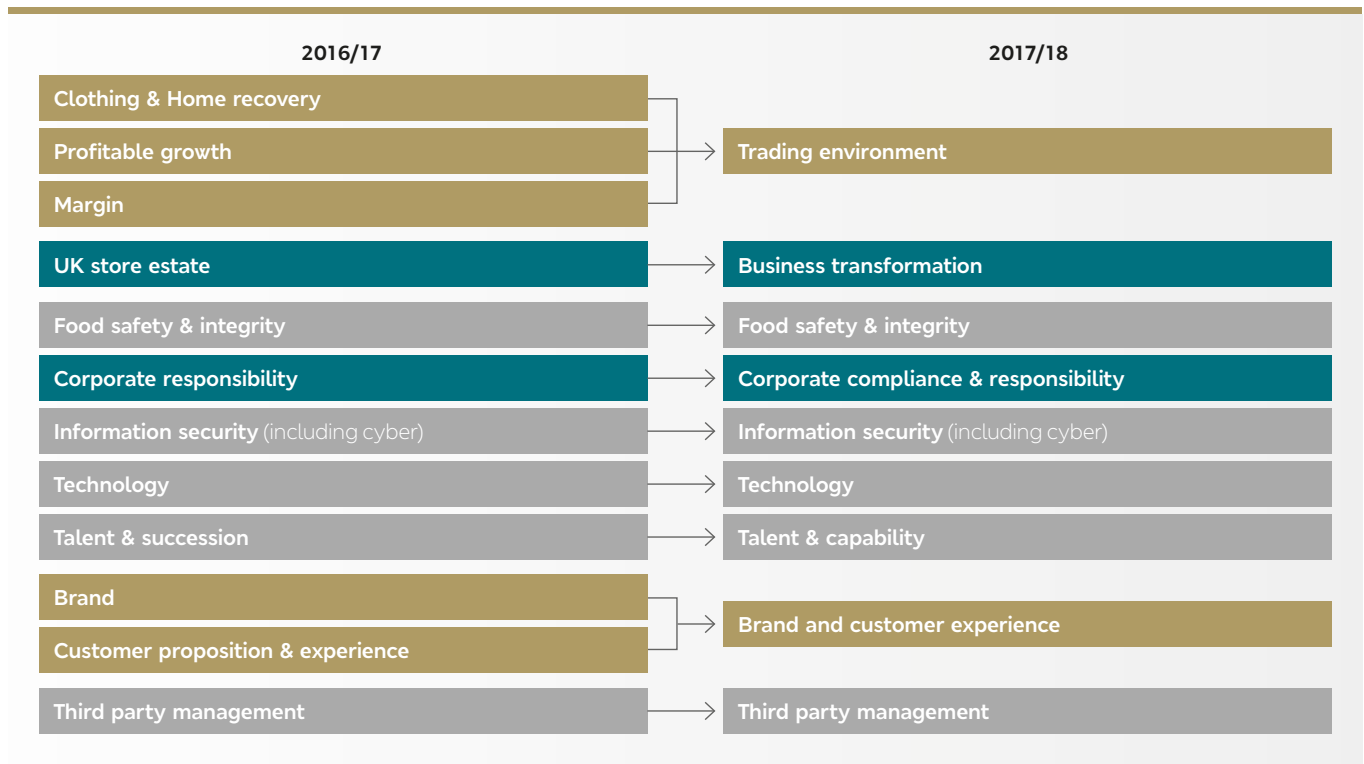 2016/17
2017/18
Clothing & Home recovery
Profitable growth
Trading environment
Margin
UK store estate
Business transformation
Food safety & integrity
Food safety & integrity
Corporate responsibility
Corporate compliance & responsibility
Information security (including cyber)
Information security (including cyber)
Technology
Technology
Talent & succession
Talent & capability
Brand
Brand and customer experience
Customer proposition & experience
Third party management
Third party management